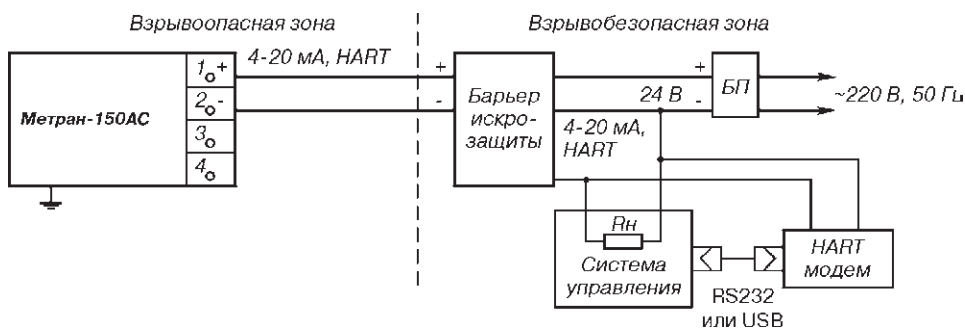 Взрывоопасная зона
Взрывобезопасная зона
Метран-150АС
1 +
2 -
3
4
4-20 мА, HART
+
-
Барьер
искро-
защиты
+
24 В -
БП
~220 В, 50 Гц
4-20 мА,
HART
Rн
Система
управления
HART
модем
RS232
или USB